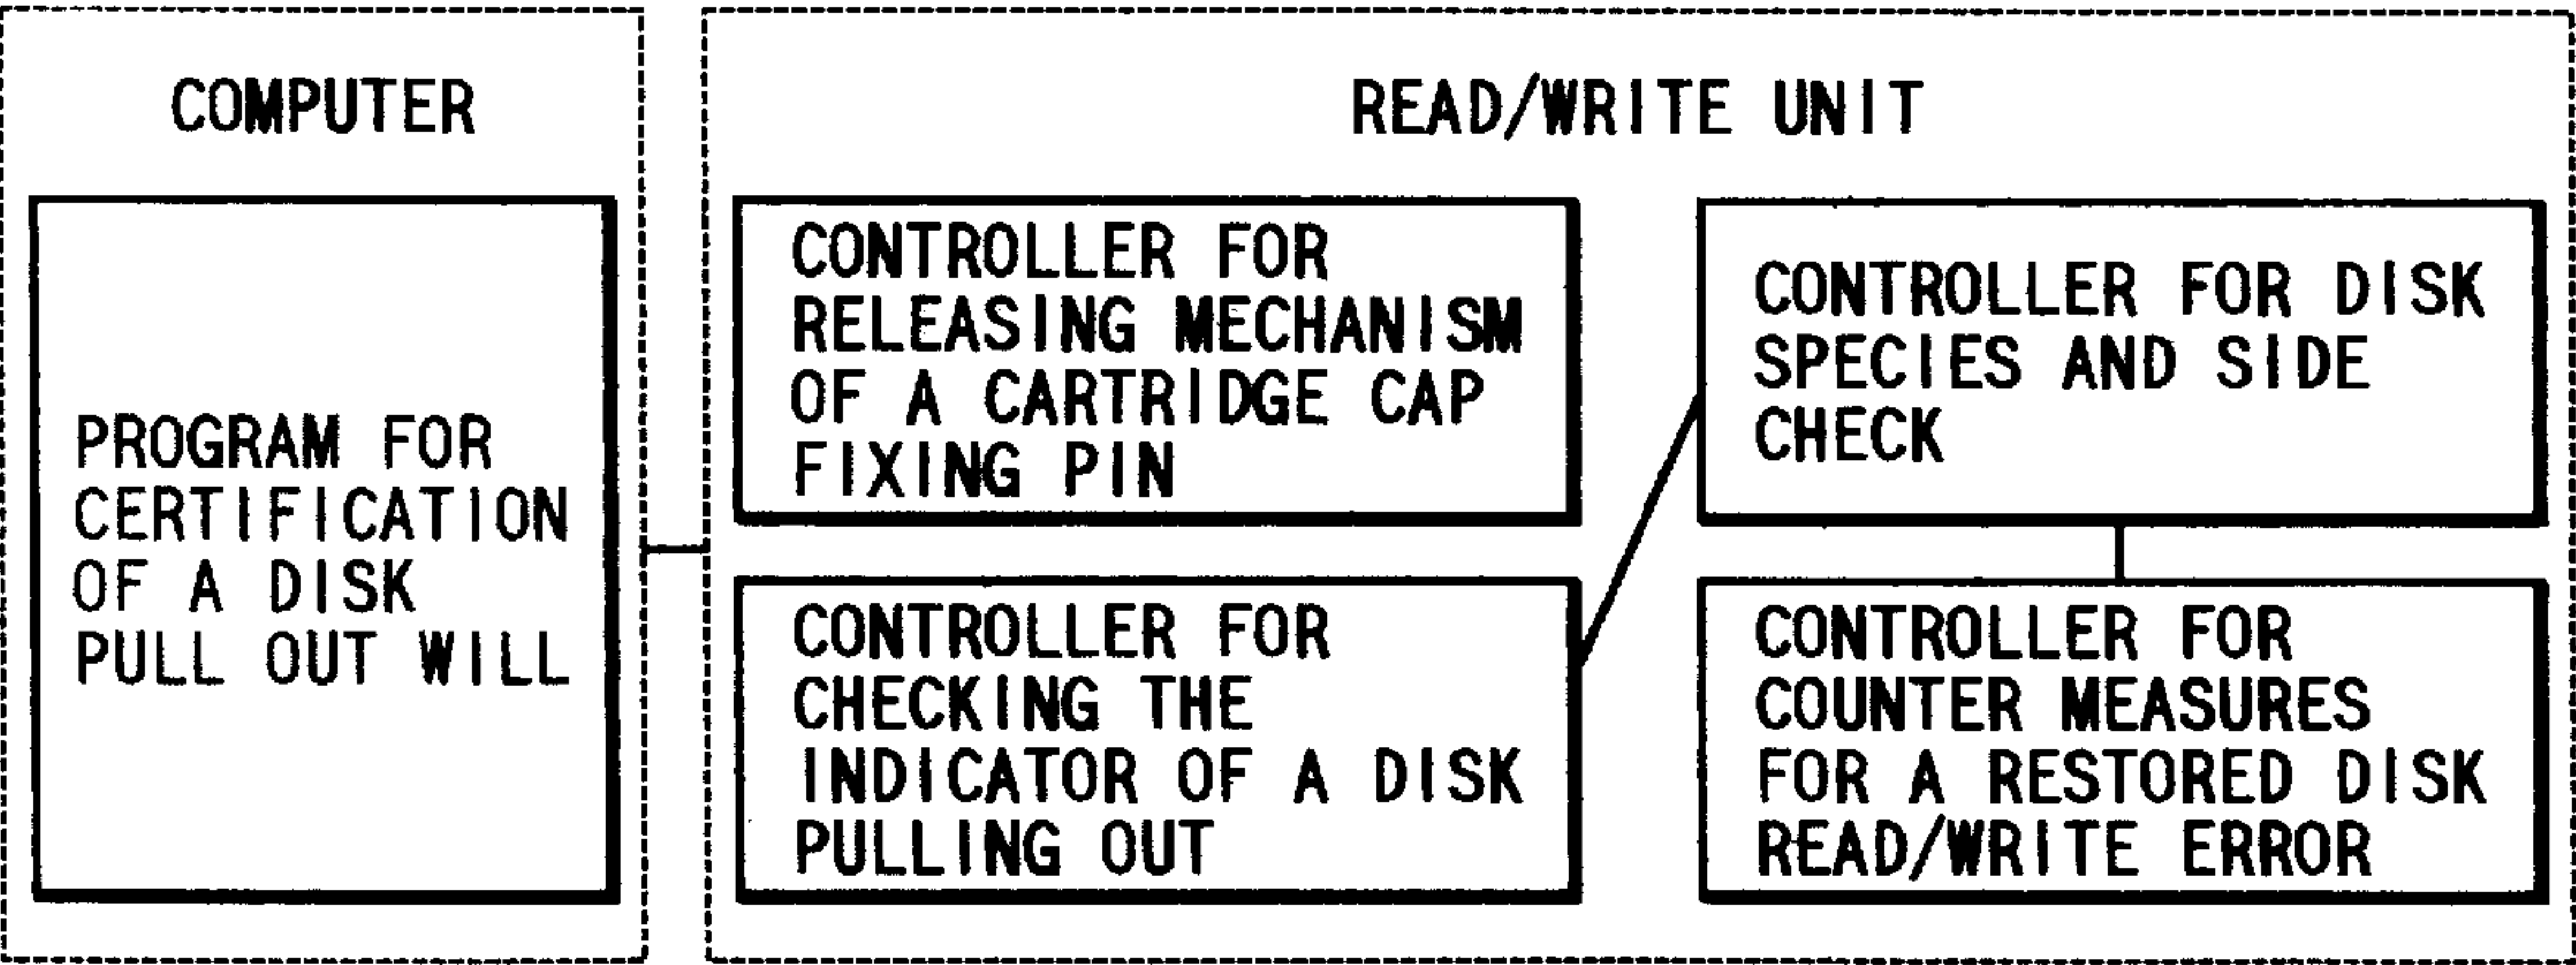 COMPUTER
PROGRAM FOR
CERTIFICATION
OF A DISK
PULL OUT WILL
READ/WRITE UNIT
CONTROLLER FOR
RELEASING MECHANISM
OF A CARTRIDGE CAP
FIXING PIN
CONTROLLER FOR
CHECKING THE
INDICATOR OF A DISK
PULLING OUT
CONTROLLER FOR DISK
SPECIES AND SIDE
CHECK
CONTROLLER FOR
COUNTER MEASURES
FOR A RESTORED DISK
READ/WRITE ERROR